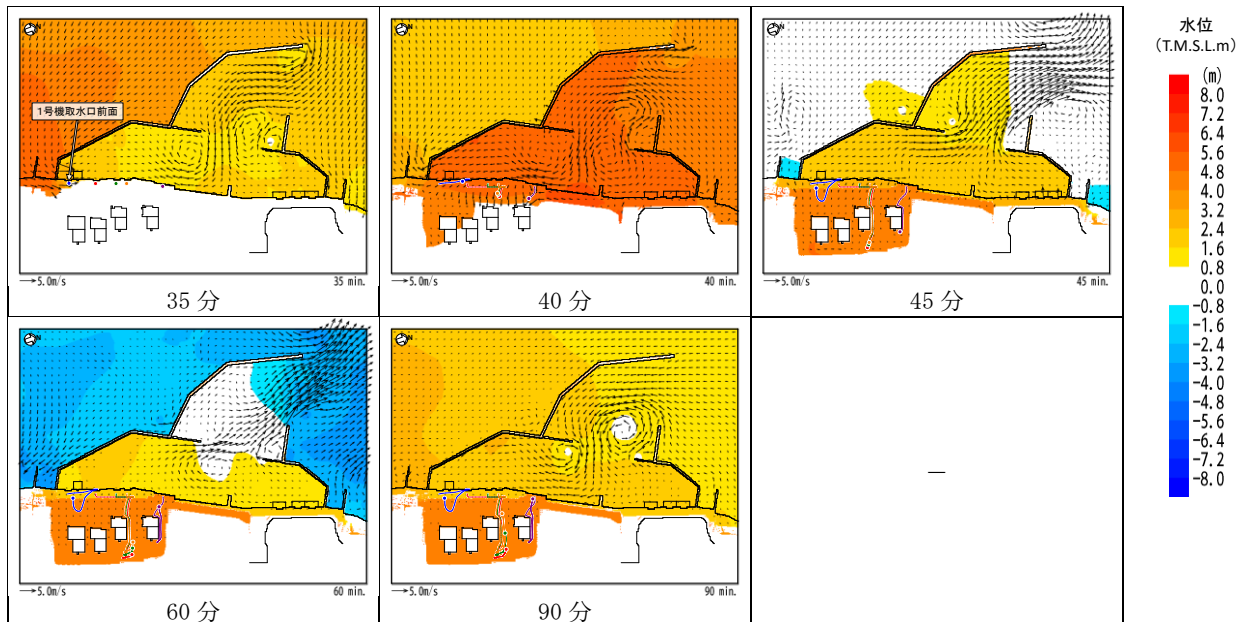 水位
(T.M.S.L.m)
(m)
8.0
7.2
6.4
5.6
4.8
4.0
3.2
2.4
1.6
0.8
0.0
-0.8
-1.6
-2.4
-3.2
-4.0
-4.8
-5.6
-6.4
-7.2
-8.0
N
1号機取水口前面
5.0m/s
35 min.
35 分
N
5.0m/s
40 min.
40 分
N
5.0m/s
45 min.
45 分
N
5.0m/s
60 min.
60 分
N
5.0m/s
90 min.
90 分
—